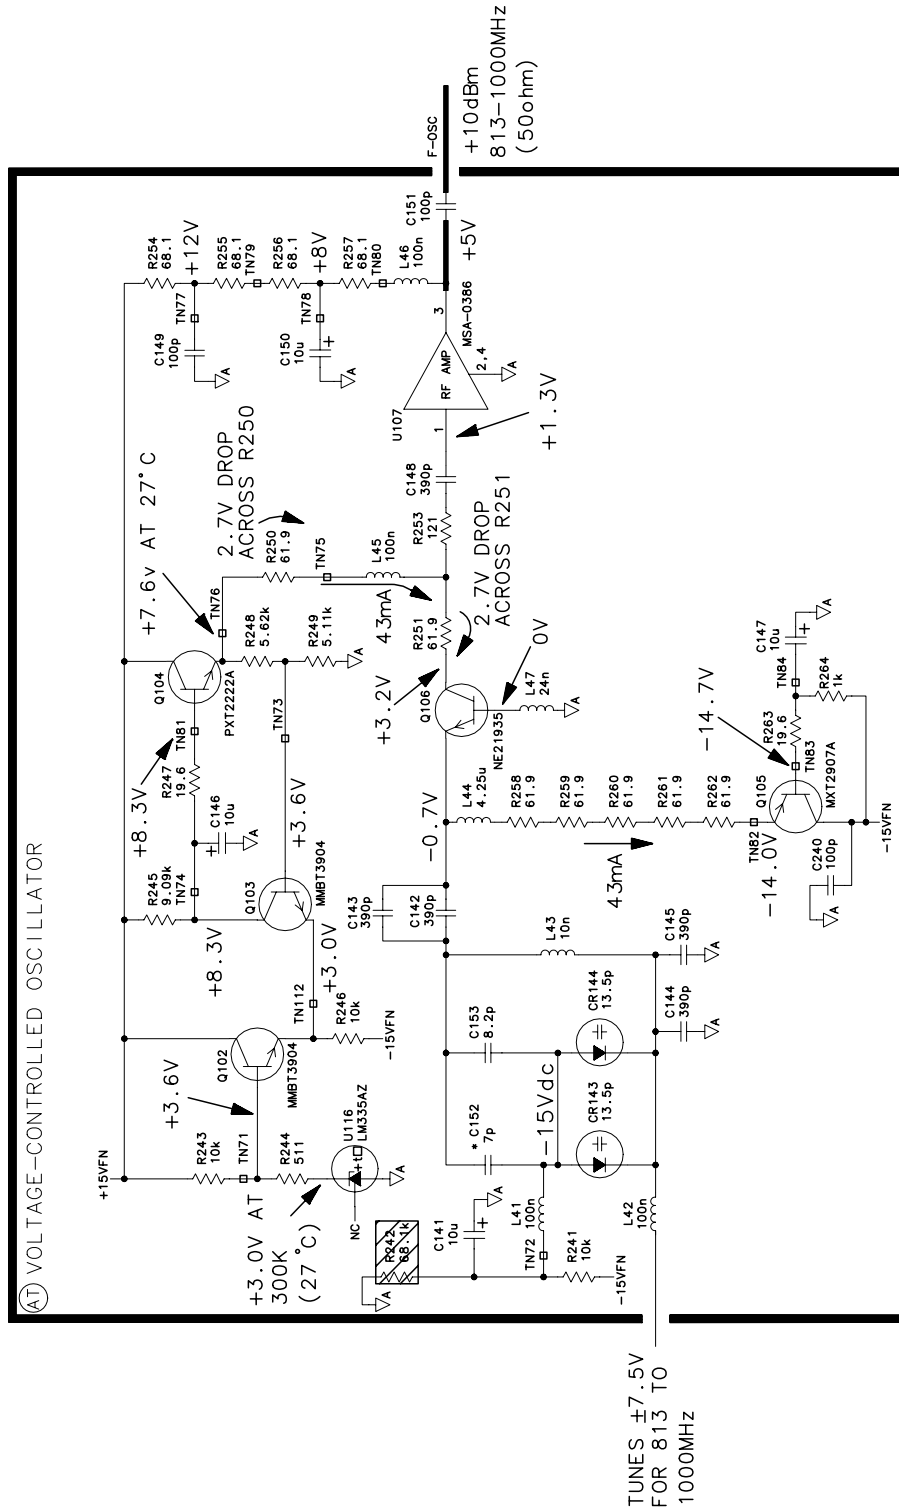 (AT) VOLTAGE-CONTROLLED OSCILLATOR
+15VFN
R243
10k
TN71
R244
511
+3.0V AT
300K
(27°C)
NC
U116
LM335AZ
+t
A
+3.6V
Q102
MMBT3904
TN112
R246
10k
-15VFN
+3.0V
R245
9.09k
TN74
+8.3V
Q103
MMBT3904
+3.6V
C146
10u
+
A
+8.3V
R247
19.6
TN81
Q104
PXT2222A
TN73
R248
5.62k
R249
5.11k
A
TN76
+7.6v AT 27°C
2.7V DROP
ACROSS R250
R250
61.9
TN75
43mA
L45
100n
R254
68.1
+12V
TN77
C149
100p
A
R255
68.1
TN79
R256
68.1
+8V
TN78
C150
10u
+
A
R257
68.1
TN80
L46
100n
+5V
C151
100p
F-OSC
+10dBm
813-1000MHz
(50ohm)
R242
68.1k
A
C141
10u
+
A
TN72
L41
100n
R241
10k
-15VFN
* C152
7p
C153
8.2p
-15Vdc
CR143
13.5p
CR144
13.5p
L42
100n
L43
10n
C144
390p
A
C145
390p
A
C143
390p
C142
390p
-0.7V
L44
4.25u
R258
61.9
R259
61.9
R260
61.9
R261
61.9
R262
61.9
TN82
43mA
-14.0V
Q105
MXT2907A
C240
100p
A
-15VFN
TN83
-14.7V
R263
19.6
TN84
R264
1k
C147
10u
+
A
Q106
NE21935
+3.2V
0V
L47
24n
A
R251
61.9
2.7V DROP
ACROSS R251
R253
121
C148
390p
+1.3V
U107
1
RF AMP
3
MSA-0386
2,4
A
TUNES ±7.5V
FOR 813 TO
1000MHz